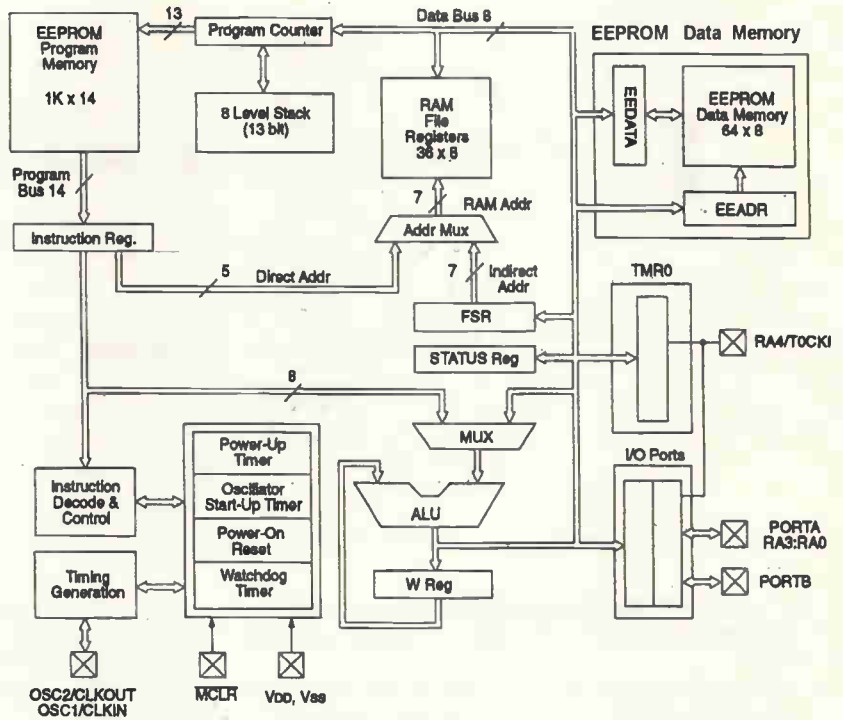 EEPROM
Program
Memory
1K x 14
13
Program Counter
Data Bus 8
8 Level Stack
(13 bit)
RAM
File
Registers
36 x 8
EEPROM Data Memory
EEDATA
EEPROM
Data Memory
64 x 8
EEADR
Program
Bus 14
7
RAM Addr
Addr Mux
Instruction Reg.
5
Direct Addr
7
Indirect
Addr
FSR
TMR0
STATUS Reg
RA4/T0CKI
8
MUX
Power-Up
Timer
Oscillator
Start-Up Timer
Power-On
Reset
Watchdog
Timer
Instruction
Decode &
Control
ALU
I/O Ports
PORTA
RA3:RA0
PORTB
Timing
Generation
W Reg
OSC2/CLKOUT
OSC1/CLKIN
MCLR
VDD, VSS